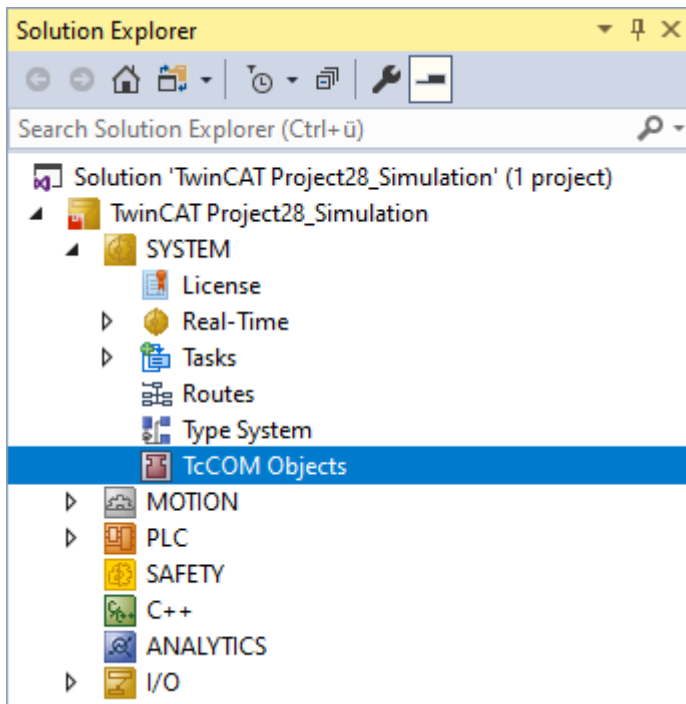 Solution Explorer
Search Solution Explorer (Ctrl+ü)
Solution 'TwinCAT Project28_Simulation' (1 project)
TwinCAT Project28_Simulation
SYSTEM
License
Real-Time
Tasks
Routes
Type System
TcCOM Objects
MOTION
PLC
SAFETY
C++
ANALYTICS
I/O